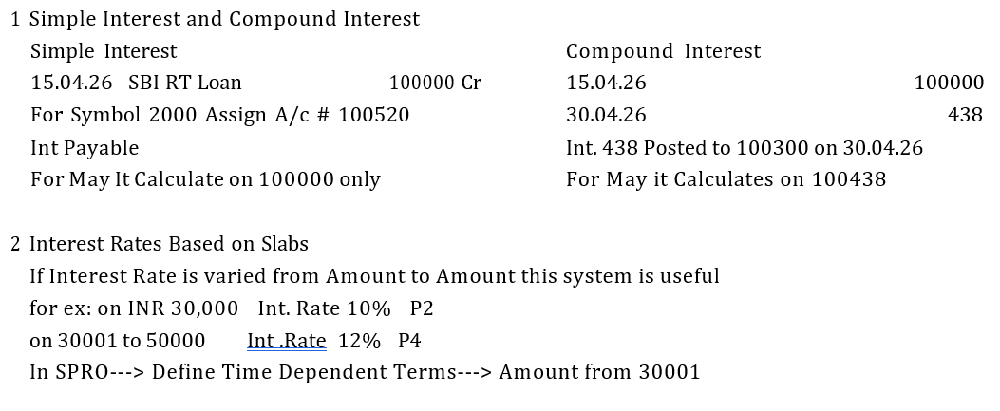 1 Simple Interest and Compound Interest
Simple Interest Compound Interest
15.04.26 SBI RT Loan 100000 Cr 15.04.26 100000
For Symbol 2000 Assign A/c # 100520 30.04.26 438
Int Payable Int. 438 Posted to 100300 on 30.04.26
For May It Calculate on 100000 only For May it Calculates on 100438
2 Interest Rates Based on Slabs
If Interest Rate is varied from Amount to Amount this system is useful
for ex: on INR 30,000 Int. Rate 10% P2
on 30001 to 50000 Int .Rate 12% P4
In SPRO---> Define Time Dependent Terms---> Amount from 30001